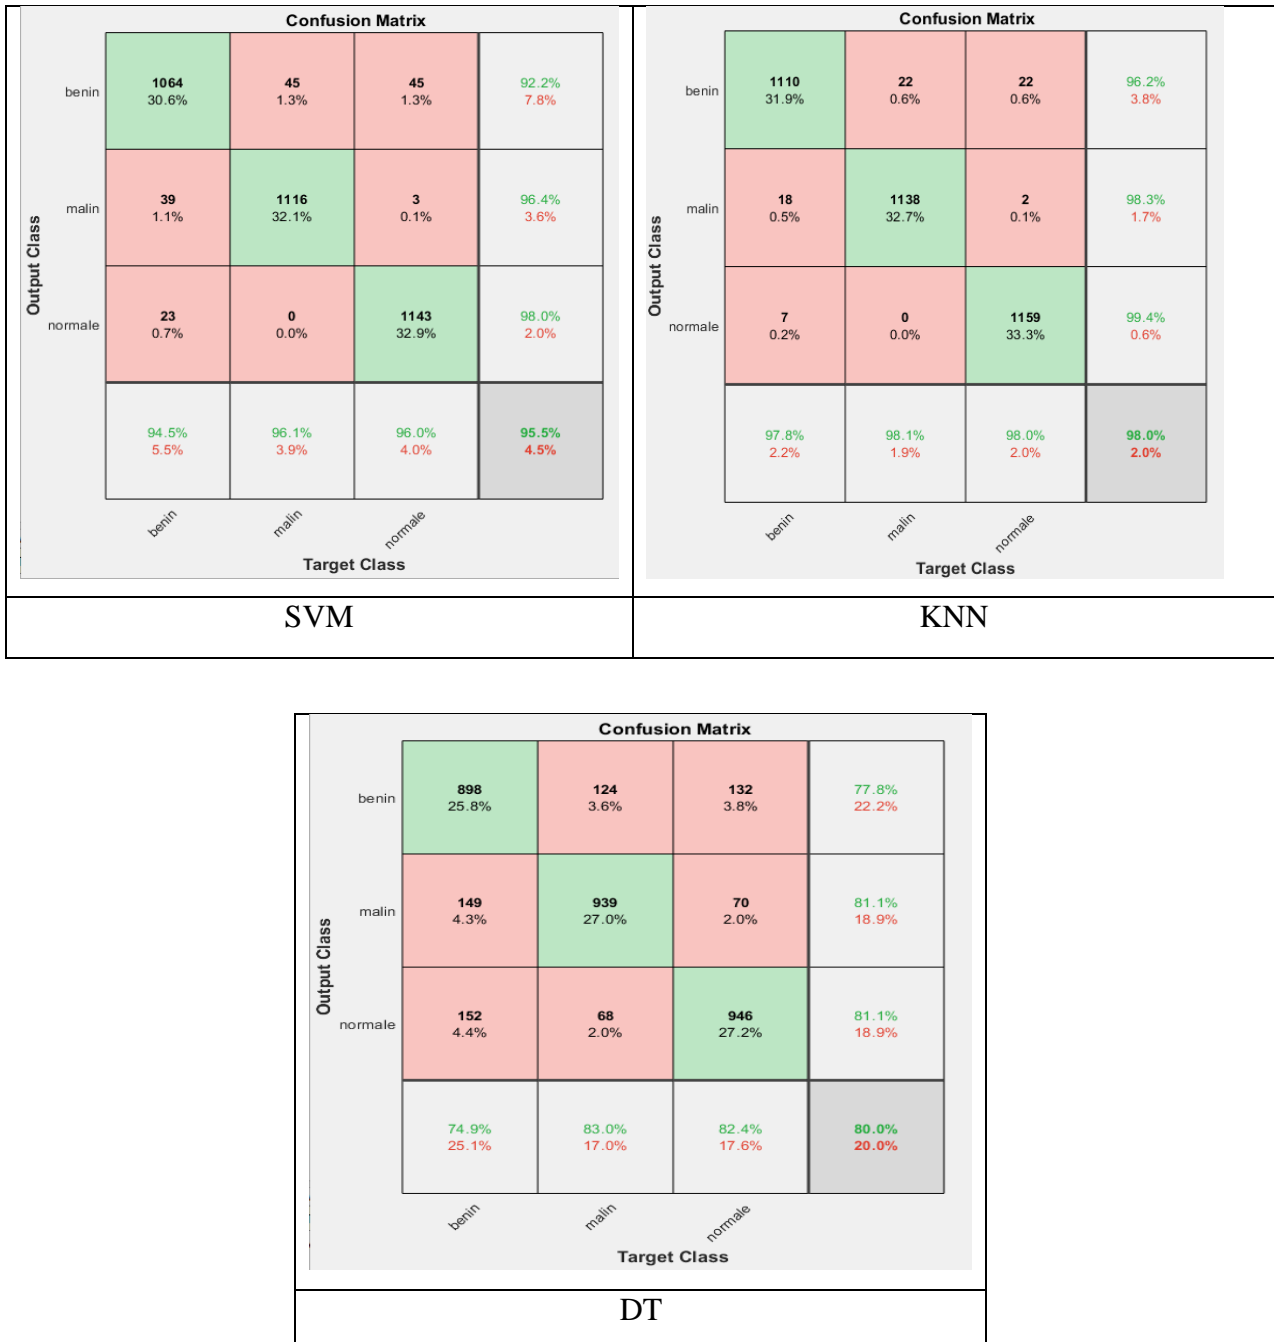 Confusion Matrix
benin
1064 45 45 92.2%
30.6% 1.3% 1.3% 7.8%
malin
39 1116 3 96.4%
1.1% 32.1% 0.1% 3.6%
normale
23 0 1143 98.0%
0.7% 0.0% 32.9% 2.0%
94.5% 96.1% 96.0% 95.5%
5.5% 3.9% 4.0% 4.5%
Output Class
benin malin normale
Target Class
SVM
Confusion Matrix
benin
1110 22 22 96.2%
31.9% 0.6% 0.6% 3.8%
malin
18 1138 2 98.3%
0.5% 32.7% 0.1% 1.7%
normale
7 0 1159 99.4%
0.2% 0.0% 33.3% 0.6%
97.8% 98.1% 98.0% 98.0%
2.2% 1.9% 2.0% 2.0%
Output Class
benin malin normale
Target Class
KNN
Confusion Matrix
benin
898 124 132 77.8%
25.8% 3.6% 3.8% 22.2%
malin
149 939 70 81.1%
4.3% 27.0% 2.0% 18.9%
normale
152 68 946 81.1%
4.4% 2.0% 27.2% 18.9%
74.9% 83.0% 82.4% 80.0%
25.1% 17.0% 17.6% 20.0%
Output Class
benin malin normale
Target Class
DT